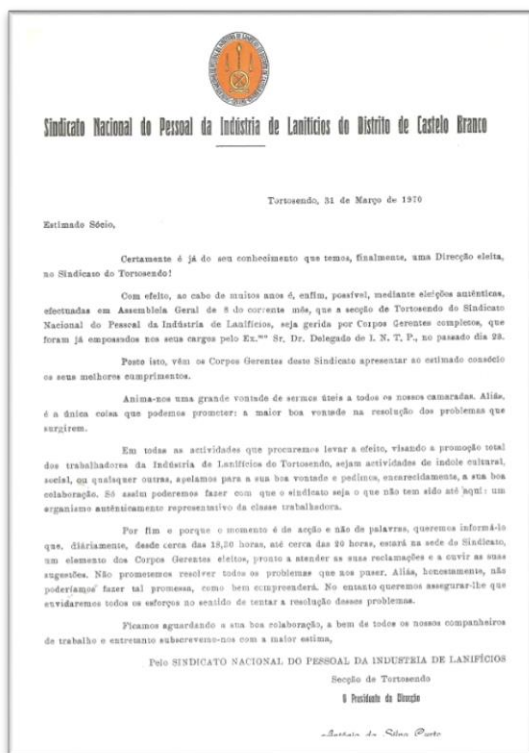 Sindicato Nacional do Pessoal da Indústria de Lanifícios do Distrito de Castelo Branco
Tortosendo, 31 de Março de 1970
Estimado Sócio,
Certamente é já do seu conhecimento que temos, finalmente, uma Direcção eleita,
no Sindicato do Tortosendo!
Com efeito, ao cabo de muitos anos é, enfim, possível, mediante eleições autênticas,
efectuadas em Assembleia Geral de 8 do corrente mês, que a secção de Tortosendo do Sindicato
Nacional do Pessoal da Indústria de Lanifícios, seja gerida por Corpos Gerentes completos, que
foram já empossados nos seus cargos pelo Ex.mo Sr. Dr. Delegado do I. N. T. P., no passado dia 28.
Posto isto, vêm os Corpos Gerentes deste Sindicato apresentar ao estimado consócio
os seus melhores cumprimentos.
Anima-nos uma grande vontade de sermos úteis a todos os nossos camaradas. Aliás,
é a única coisa que podemos prometer: a maior boa vontade na resolução dos problemas que
surgirem.
Em todas as actividades que procuremos levar a efeito, visando a promoção total
dos trabalhadores da Indústria de Lanifícios do Tortosendo, sejam actividades de índole cultural,
social, ou quaisquer outras, apelamos para a sua boa vontade e pedimos, encarecidamente, a sua boa
colaboração. Só assim poderemos fazer com que o sindicato seja o que não tem sido até aqui: um
organismo autênticamente representativo da classe trabalhadora.
Por fim e porque o momento é de acção e não de palavras, queremos informá-lo
que, diàriamente, desde cerca das 18,30 horas, até cerca das 20 horas, estará na sede do Sindicato,
um elemento dos Corpos Gerentes eleitos, pronto a atender as suas reclamações e a ouvir as suas
sugestões. Não prometemos resolver todos os problemas que nos puser. Aliás, honestamente, não
poderíamos fazer tal promessa, como bem compreenderá. No entanto queremos assegurar-lhe que
envidaremos todos os esforços no sentido de tentar a resolução desses problemas.
Ficamos aguardando a sua boa colaboração, a bem de todos os nossos companheiros
de trabalho e entretanto subscrevemo-nos com a maior estima,
Pelo SINDICATO NACIONAL DO PESSOAL DA INDUSTRIA DE LANIFÍCIOS
Secção de Tortosendo
O Presidente da Direcção
da Silva